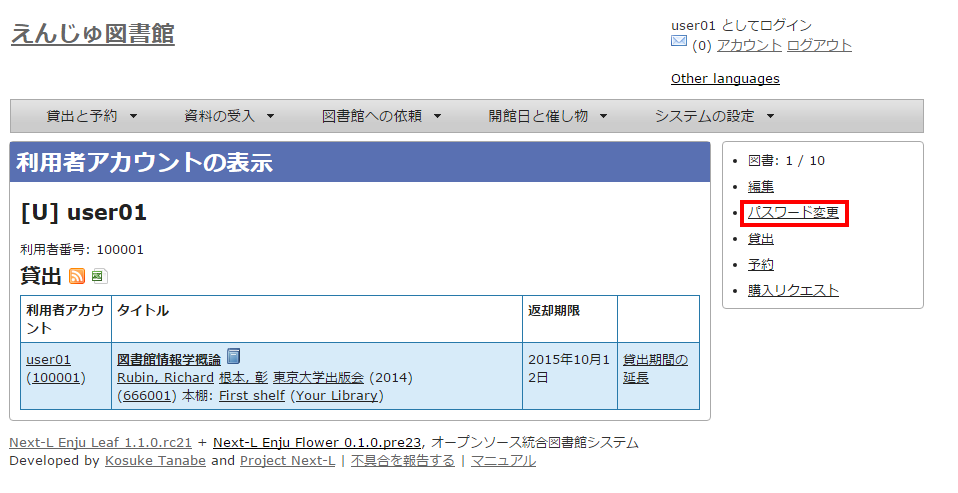 えんじゅ図書館
user01 としてログイン
(0) アカウント ログアウト
Other languages
貸出と予約 資料の受入 図書館への依頼 開館日と催し物 システムの設定
利用者アカウントの表示
[U] user01
利用者番号: 100001
貸出
利用者アカウ
ント
タイトル
返却期限
user01
(100001)
図書館情報学概論
Rubin, Richard 根本, 彰 東京大学出版会 (2014)
(666001) 本棚: First shelf (Your Library)
2015年10月1
2日
貸出期間の
延長
図書: 1 / 10
編集
パスワード変更
貸出
予約
購入リクエスト
Next-L Enju Leaf 1.1.0.rc21 + Next-L Enju Flower 0.1.0.pre23, オープンソース統合図書館システム
Developed by Kosuke Tanabe and Project Next-L | 不具合を報告する | マニュアル